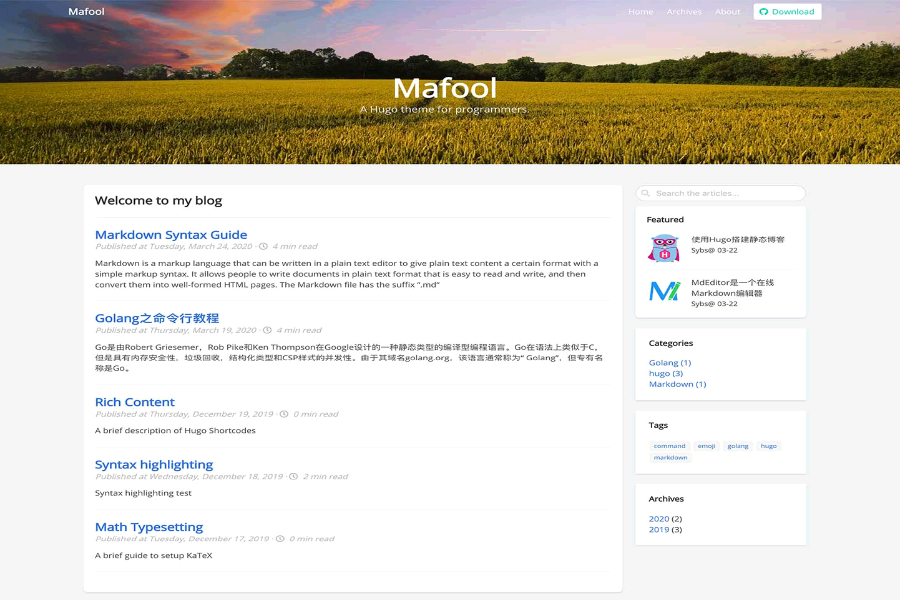 Mafool
Home Archives About Download
Mafool
A Hugo theme for programmers.
Welcome to my blog
Markdown Syntax Guide
Published at Tuesday, March 24, 2020 · 4 min read
Markdown is a markup language that can be written in a plain text editor to give plain text content a certain format with a
simple markup syntax. It allows people to write documents in plain text format that is easy to read and write, and then
convert them into well-formed HTML pages. The Markdown file has the suffix “.md”
Golang之命令行教程
Published at Thursday, March 19, 2020 · 4 min read
Go是由Robert Griesemer，Rob Pike和Ken Thompson在Google设计的一种静态类型的编译型编程语言。Go在语法上类似于C，
但是具有内存安全性，垃圾回收，结构化类型和CSP样式的并发性。由于其域名golang.org，该语言通常称为“ Golang”，但专有名
称是Go。
Rich Content
Published at Thursday, December 19, 2019 · 0 min read
A brief description of Hugo Shortcodes
Syntax highlighting
Published at Wednesday, December 18, 2019 · 2 min read
Syntax highlighting test
Math Typesetting
Published at Tuesday, December 17, 2019 · 0 min read
A brief guide to setup KaTeX
Search the articles...
Featured
H
使用Hugo搭建静态博客
Sybs@ 03-22
MdEditor是一个在线
Markdown编辑器
Sybs@ 03-22
Categories
Golang (1)
hugo (3)
Markdown (1)
Tags
command emoji golang hugo
markdown
Archives
2020 (2)
2019 (3)